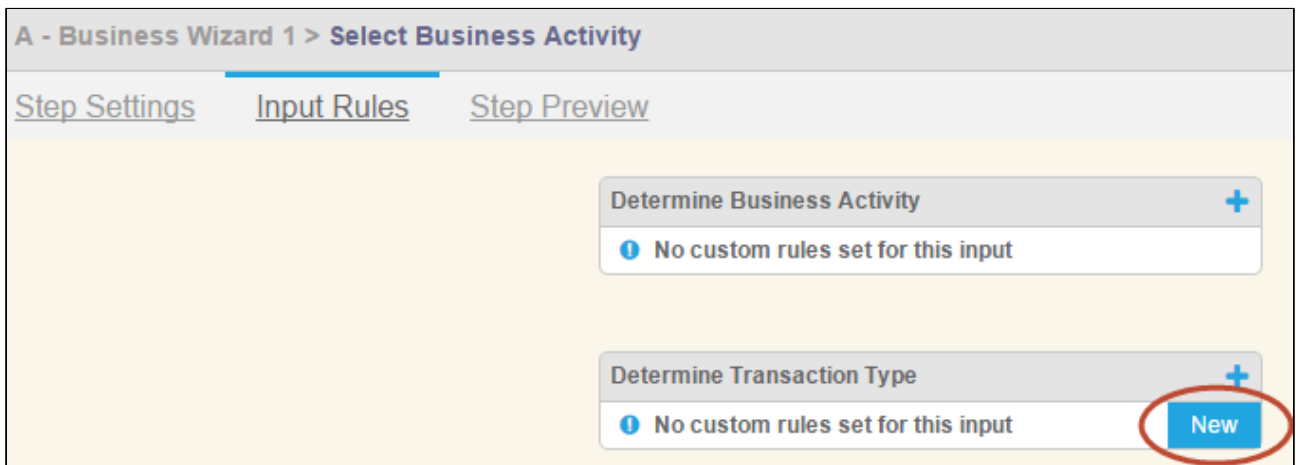 A - Business Wizard 1 > Select Business Activity
Step Settings Input Rules Step Preview
Determine Business Activity
No custom rules set for this input
Determine Transaction Type
No custom rules set for this input New